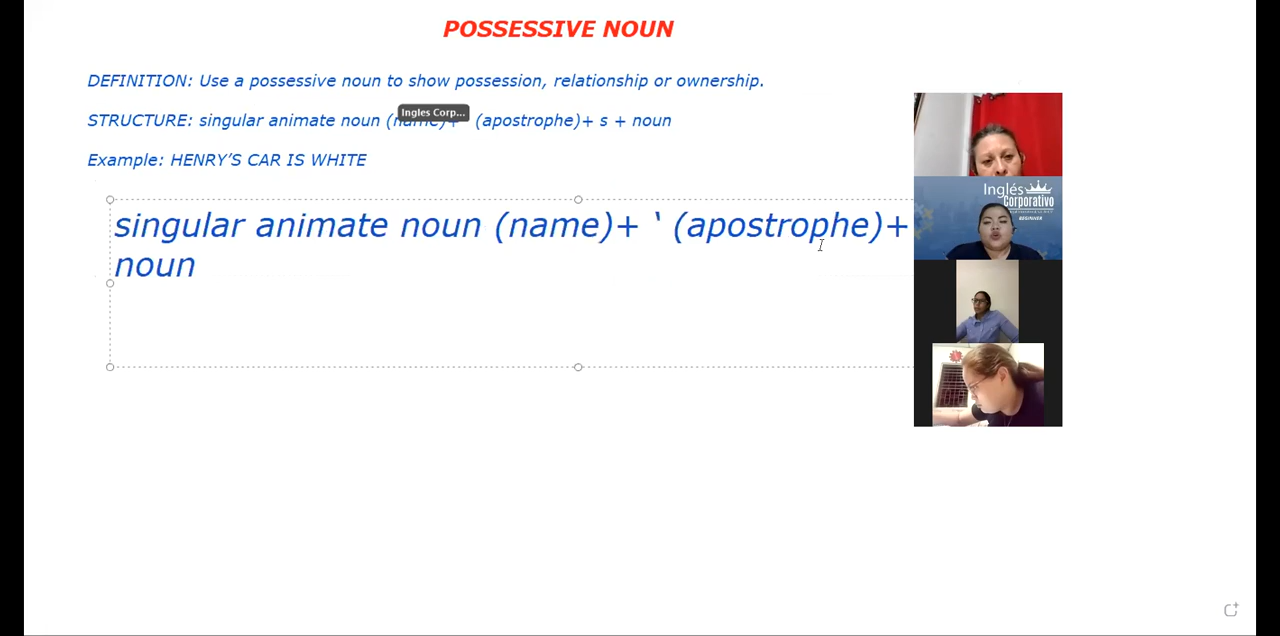 POSSESSIVE NOUN
DEFINITION: Use a possessive noun to show possession, relationship or ownership.
Ingles Corp...
STRUCTURE: singular animate noun (name)+ (apostrophe)+ s + noun
Example: HENRY'S CAR IS WHITE
singular animate noun (name)+ ‘ (apostrophe)+
noun
Inglés
Corporativo
BEGINNER